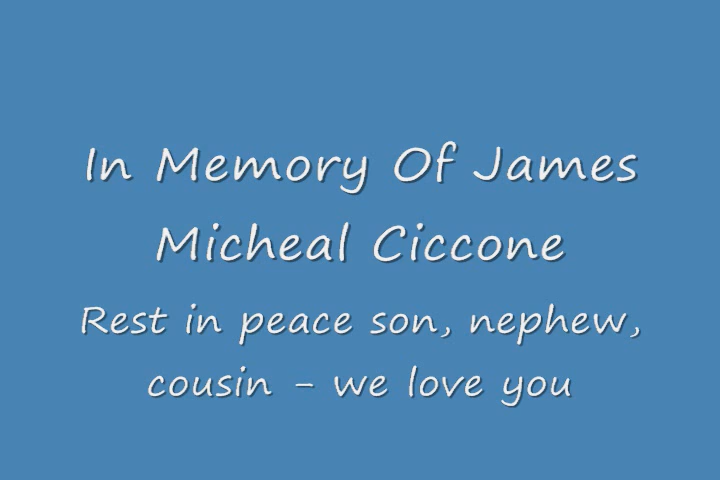 In Memory Of James
Micheal Ciccone
Rest in peace son, nephew,
cousin - we love you